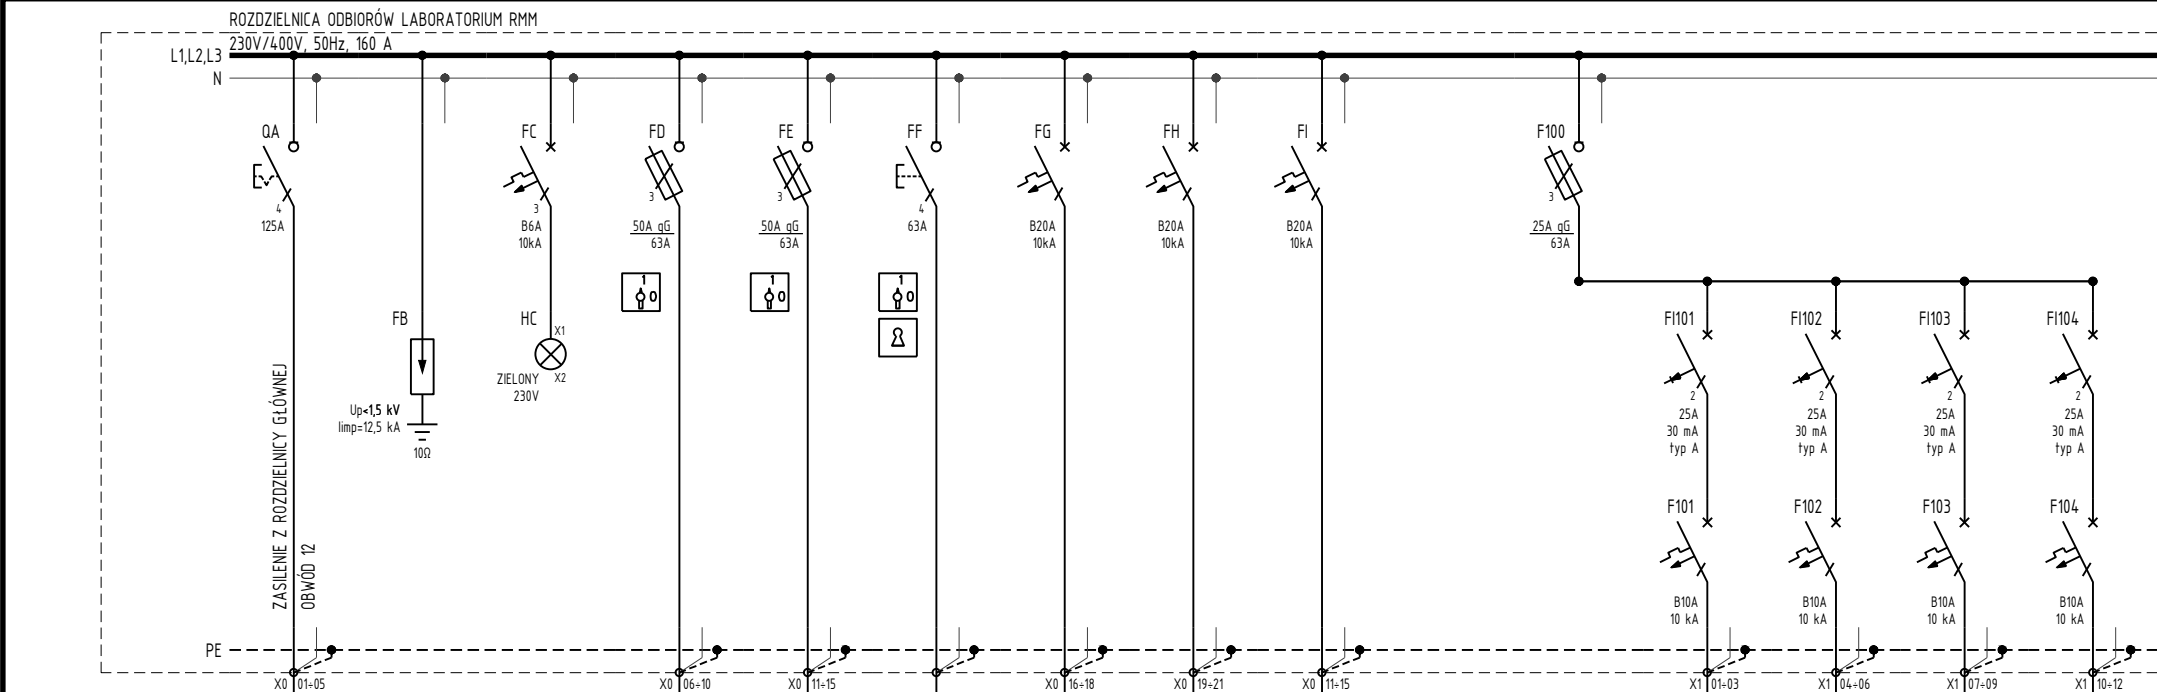 ROZDZIELNICA ODBIORÓW LABORATORIUM RMM
230V/400V, 50Hz, 160 A
L1,L2,L3
N
QA
4
125A
ZASILENIE Z ROZDZIELNICY GŁÓWNEJ
OBWÓD 12
FB
Up<1,5 kV
Iimp=12,5 kA
10Ω
FC
3
B6A
10kA
HC
X1
X2
ZIELONY
230V
FD
3
50A gG
63A
1
0
FE
3
50A gG
63A
1
0
FF
4
63A
1
0
FG
B20A
10kA
FH
B20A
10kA
FI
B20A
10kA
F100
3
25A gG
63A
FI101
2
25A
30 mA
typ A
FI102
2
25A
30 mA
typ A
FI103
2
25A
30 mA
typ A
FI104
2
25A
30 mA
typ A
F101
B10A
10 kA
F102
B10A
10 kA
F103
B10A
10 kA
F104
B10A
10 kA
PE
X0 01÷05
X0 06÷10
X0 11÷15
X0 16÷18
X0 19÷21
X0 11÷15
X1 01÷03
X1 04÷06
X1 07÷09
X1 10÷12